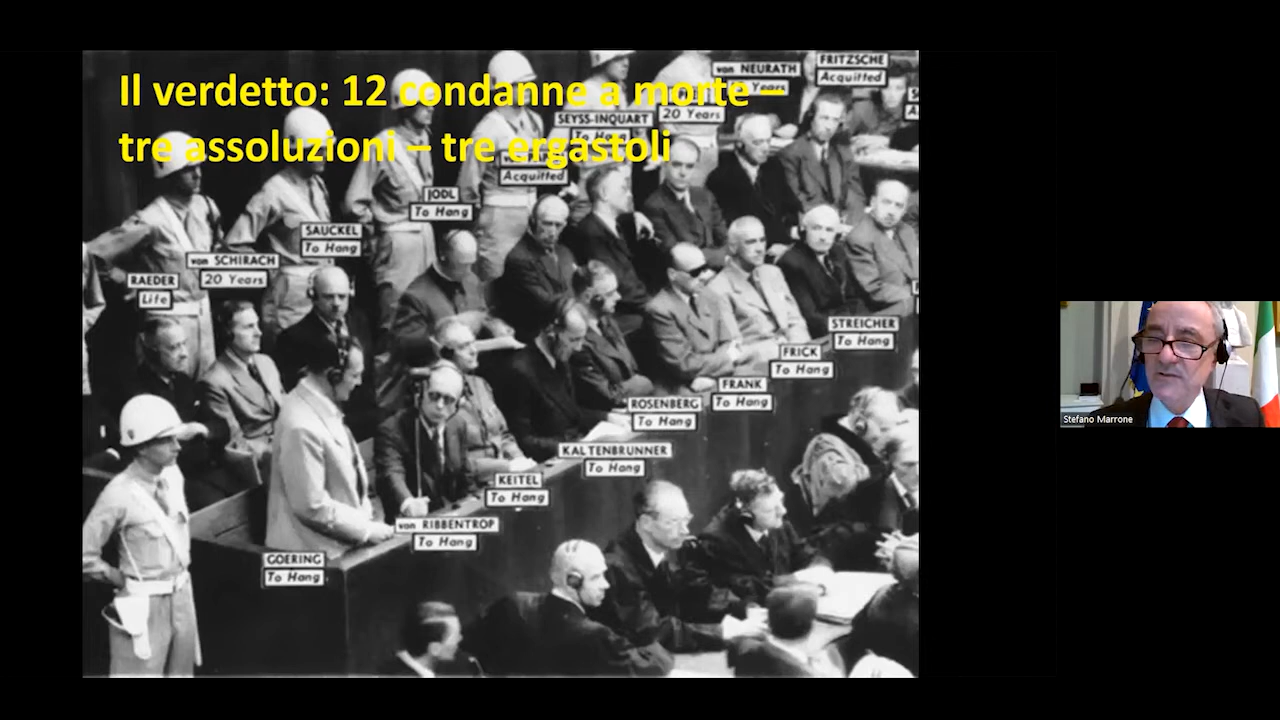 Il verdetto: 12 condanne a morte –
tre assoluzioni – tre ergastoli
von NEURATH
Years
FRITZSCHE
Acquitted
SEYSS-INQUART
To Hang
20 Years
Acquitted
JODL
To Hang
SAUCKEL
To Hang
von SCHIRACH
20 Years
RAEDER
Life
STREICHER
To Hang
FRICK
To Hang
FRANK
To Hang
ROSENBERG
To Hang
KALTENBRUNNER
To Hang
KEITEL
To Hang
von RIBBENTROP
To Hang
GOERING
To Hang
Stefano Marrone